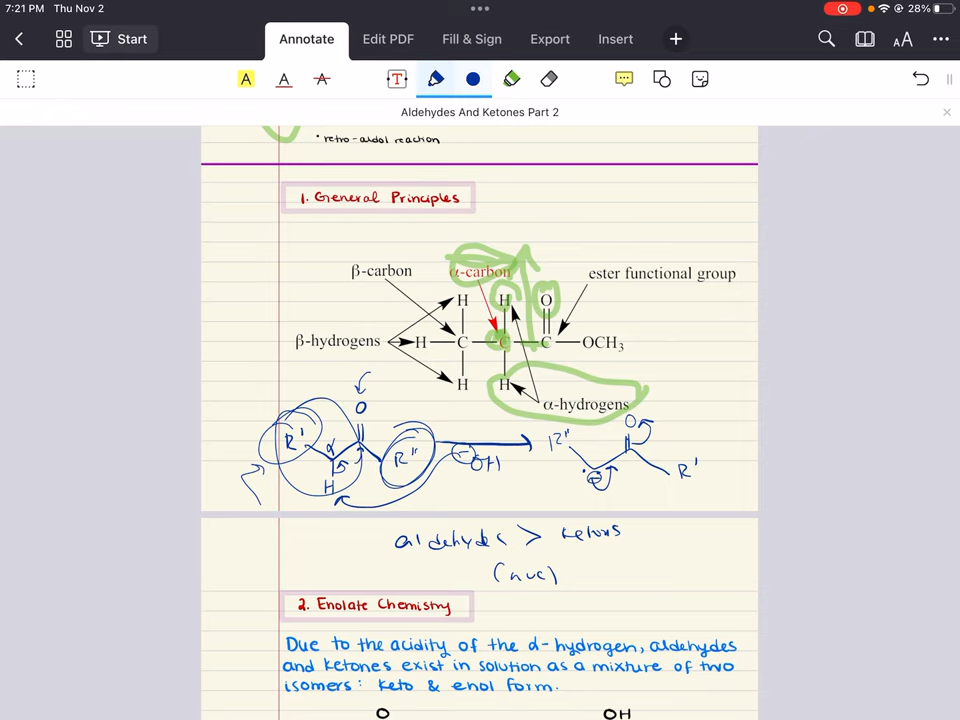 7:21 PM Thu Nov 2
28%
Start
Annotate
Edit PDF
Fill & Sign
Export
Insert
AA
A A A T
Aldehydes And Ketones Part 2
• retro-aldol reaction
1. General Principles
β-carbon
α-carbon
ester functional group
H H O
β-hydrogens
H C C C OCH3
H H
α-hydrogens
O
R' α R''
H
OH
R'' O
R'
aldehydes > ketons
(nuc)
2. Enolate Chemistry
Due to the acidity of the α-hydrogen, aldehydes
and ketones exist in solution as a mixture of two
isomers: keto & enol form.
O OH